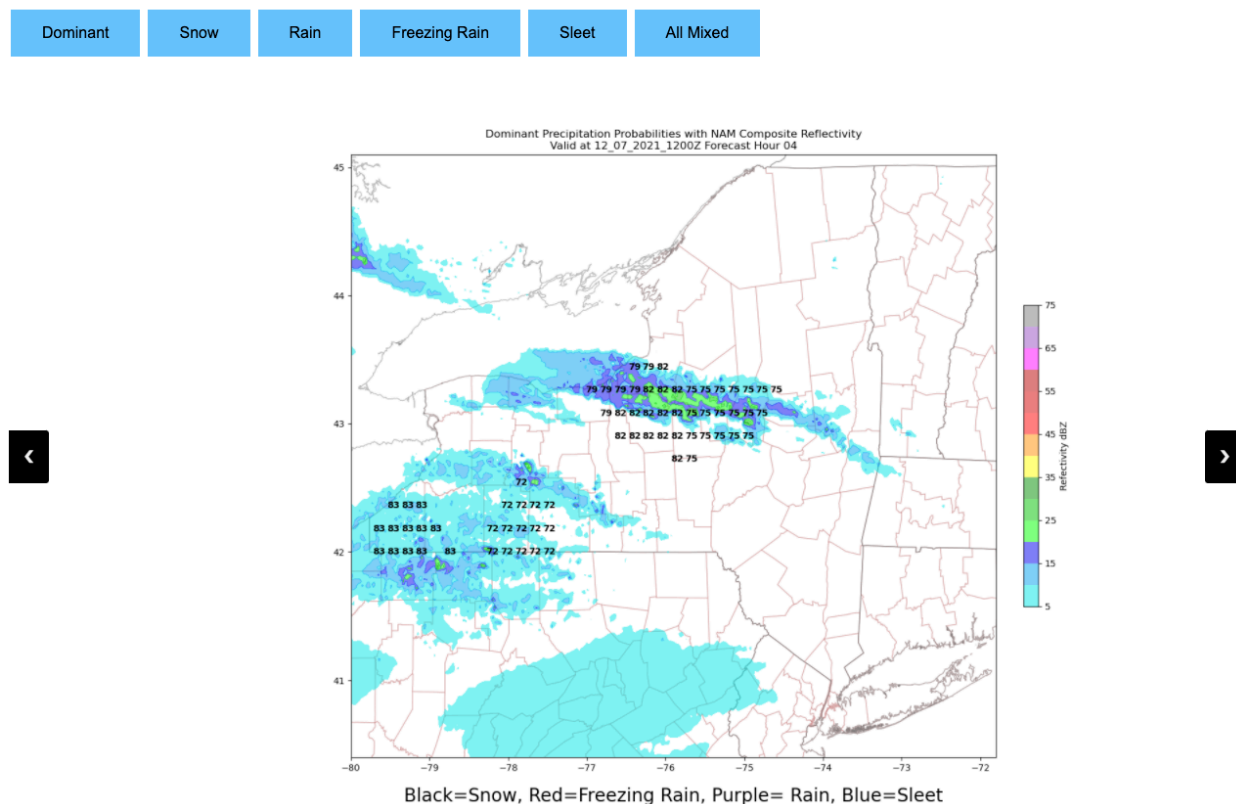 Dominant Snow Rain Freezing Rain Sleet All Mixed
Dominant Precipitation Probabilities with NAM Composite Reflectivity
Valid at 12_07_2021_1200Z Forecast Hour 04
45
44
43
42
41
79 79 82
79 79 79 79 82 82 82 75 75 75 75 75 75 75
79 82 82 82 82 82 75 75 75 75 75 75
82 82 82 82 82 75 75 75 75 75
82 75
72
83 83 83 72 72 72 72
83 83 83 83 83 72 72 72 72 72
83 83 83 83 83 72 72 72 72 72
−80 −79 −78 −77 −76 −75 −74 −73 −72
75
65
55
45
35
25
15
5
Refectivity dBZ
❮ ❯
Black=Snow, Red=Freezing Rain, Purple= Rain, Blue=Sleet